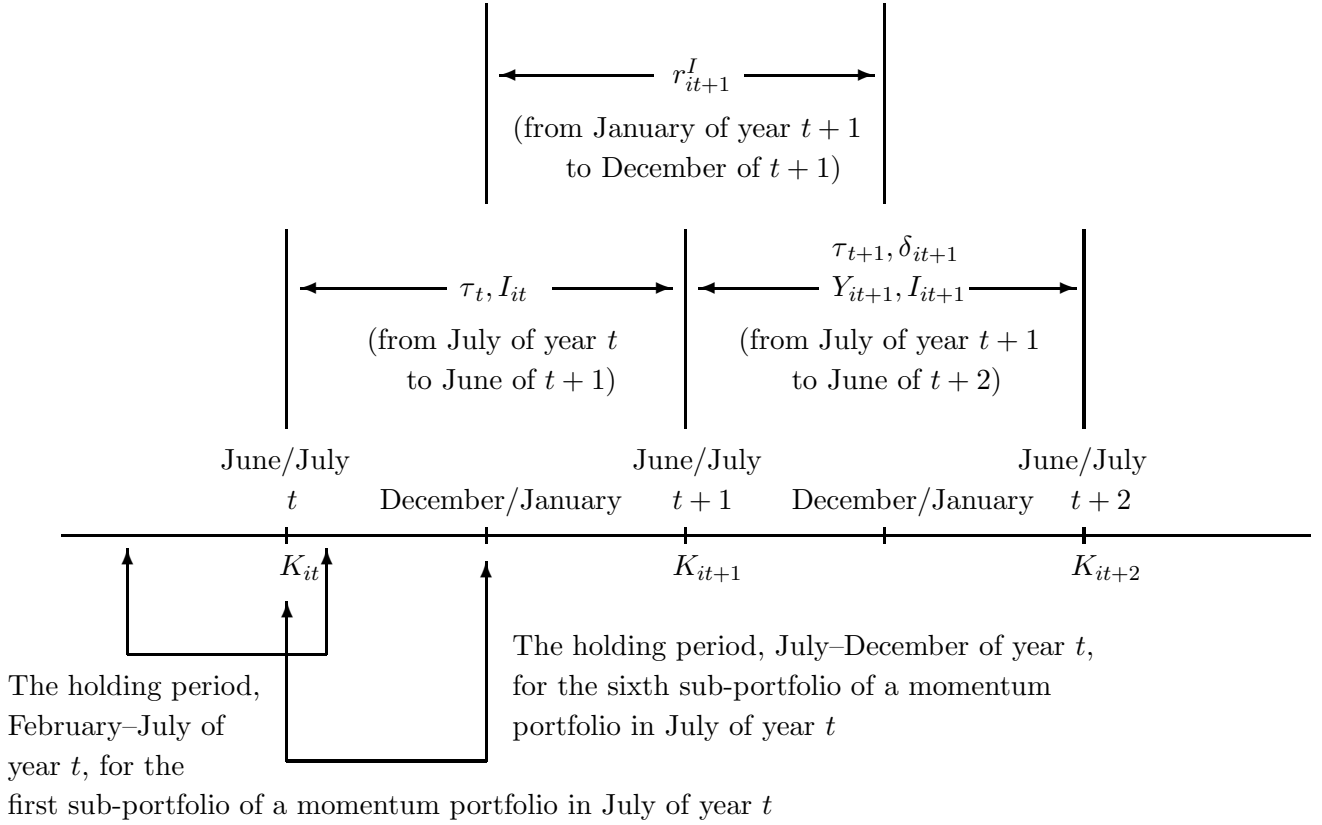 r^I_{it+1}
(from January of year t + 1
to December of t + 1)
τ_{t+1}, δ_{it+1}
τ_t, I_{it}
Y_{it+1}, I_{it+1}
(from July of year t
to June of t + 1)
(from July of year t + 1
to June of t + 2)
June/July
t
December/January
June/July
t + 1
December/January
June/July
t + 2
K_{it}
K_{it+1}
K_{it+2}
The holding period, July–December of year t,
for the sixth sub-portfolio of a momentum
portfolio in July of year t
The holding period,
February–July of
year t, for the
first sub-portfolio of a momentum portfolio in July of year t